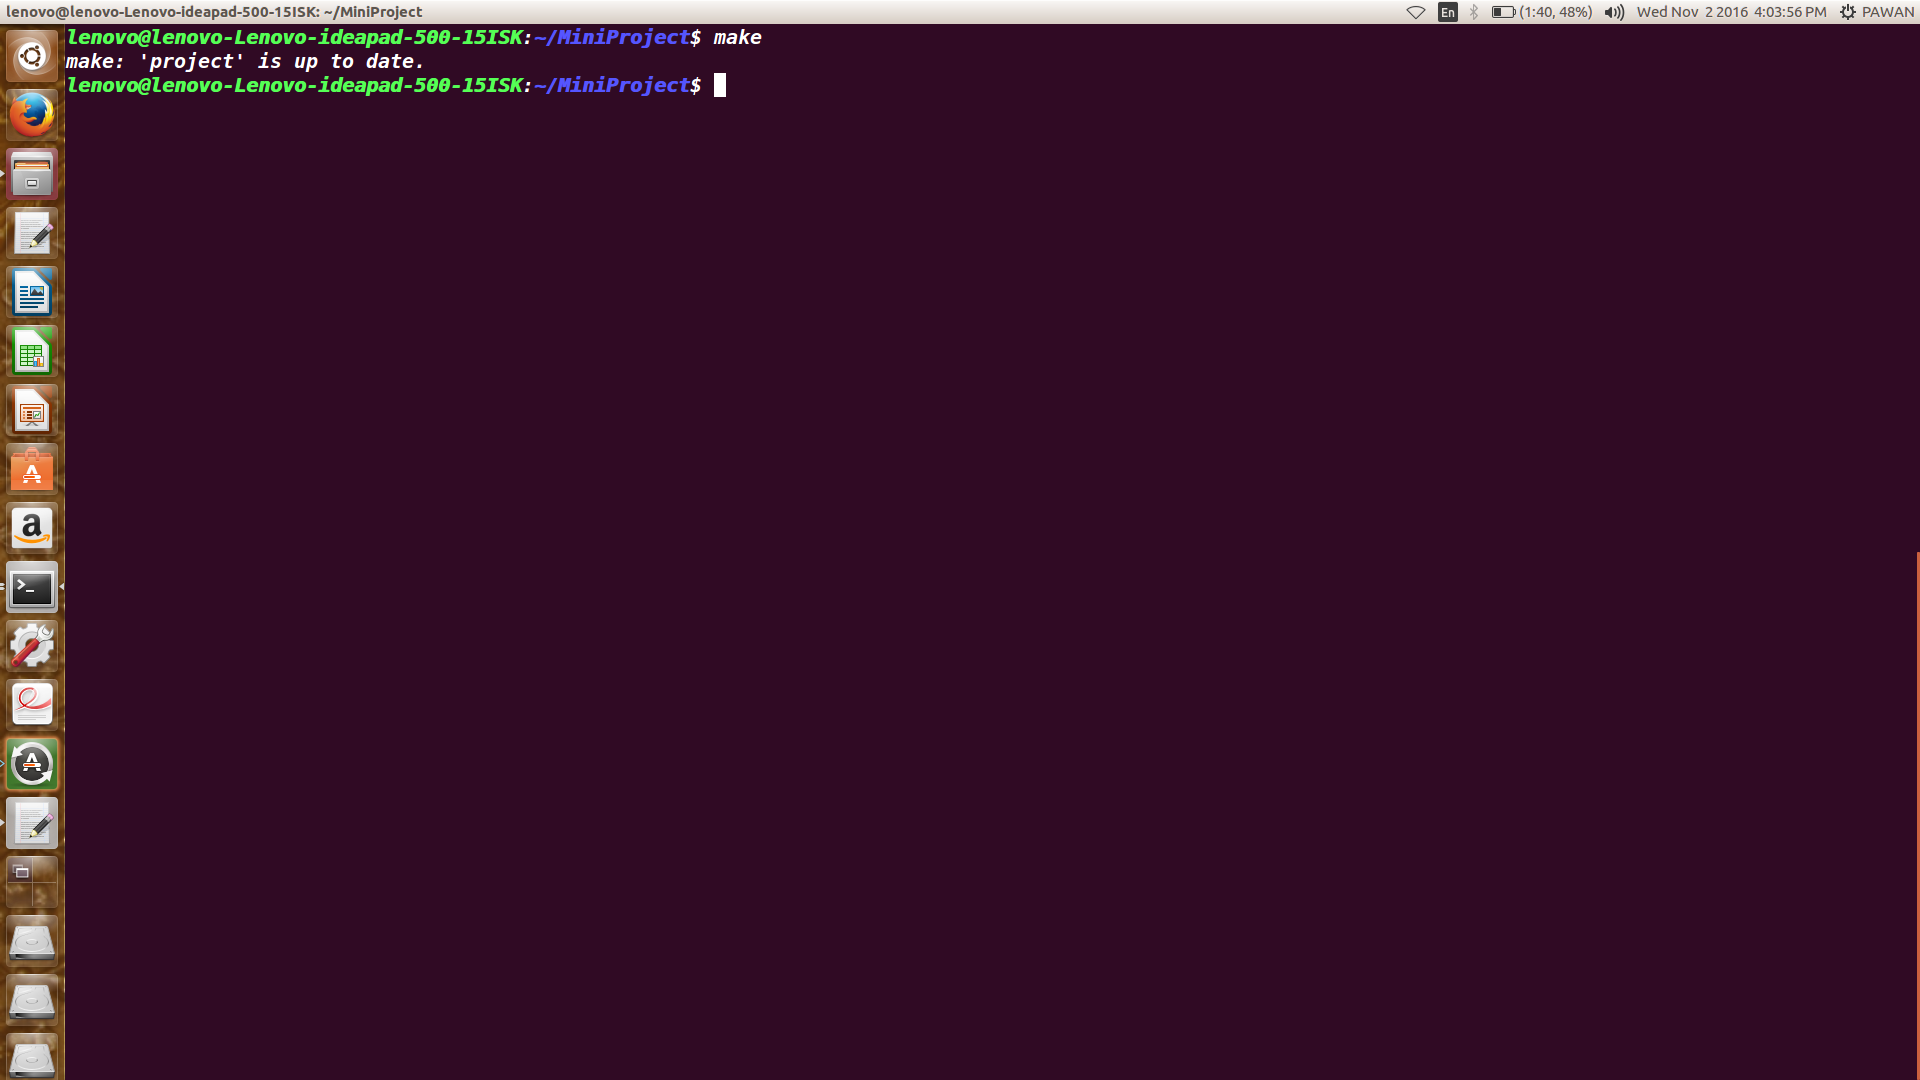 lenovo@lenovo-Lenovo-ideapad-500-15ISK: ~/MiniProject
En (1:40, 48%) Wed Nov 2 2016 4:03:56 PM PAWAN
lenovo@lenovo-Lenovo-ideapad-500-15ISK:~/MiniProject$ make
make: 'project' is up to date.
lenovo@lenovo-Lenovo-ideapad-500-15ISK:~/MiniProject$